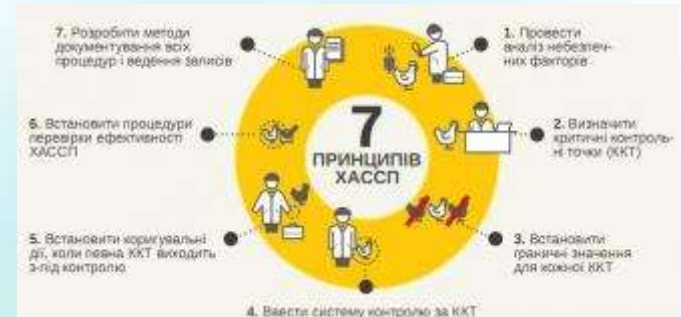 7
ПРИНЦИПІВ
ХАССП
1. Провести
аналіз небезпеч-
них факторів
2. Визначити
критичні контроль-
ні точки (ККТ)
3. Встановити
граничні значення
для кожної ККТ
4. Ввести систему контролю за ККТ
5. Встановити коригувальні
дії, коли певна ККТ виходить
з-під контролю
6. Встановити процедури
перевірки ефективності
ХАССП
7. Розробити методи
документування всіх
процедур і ведення записів